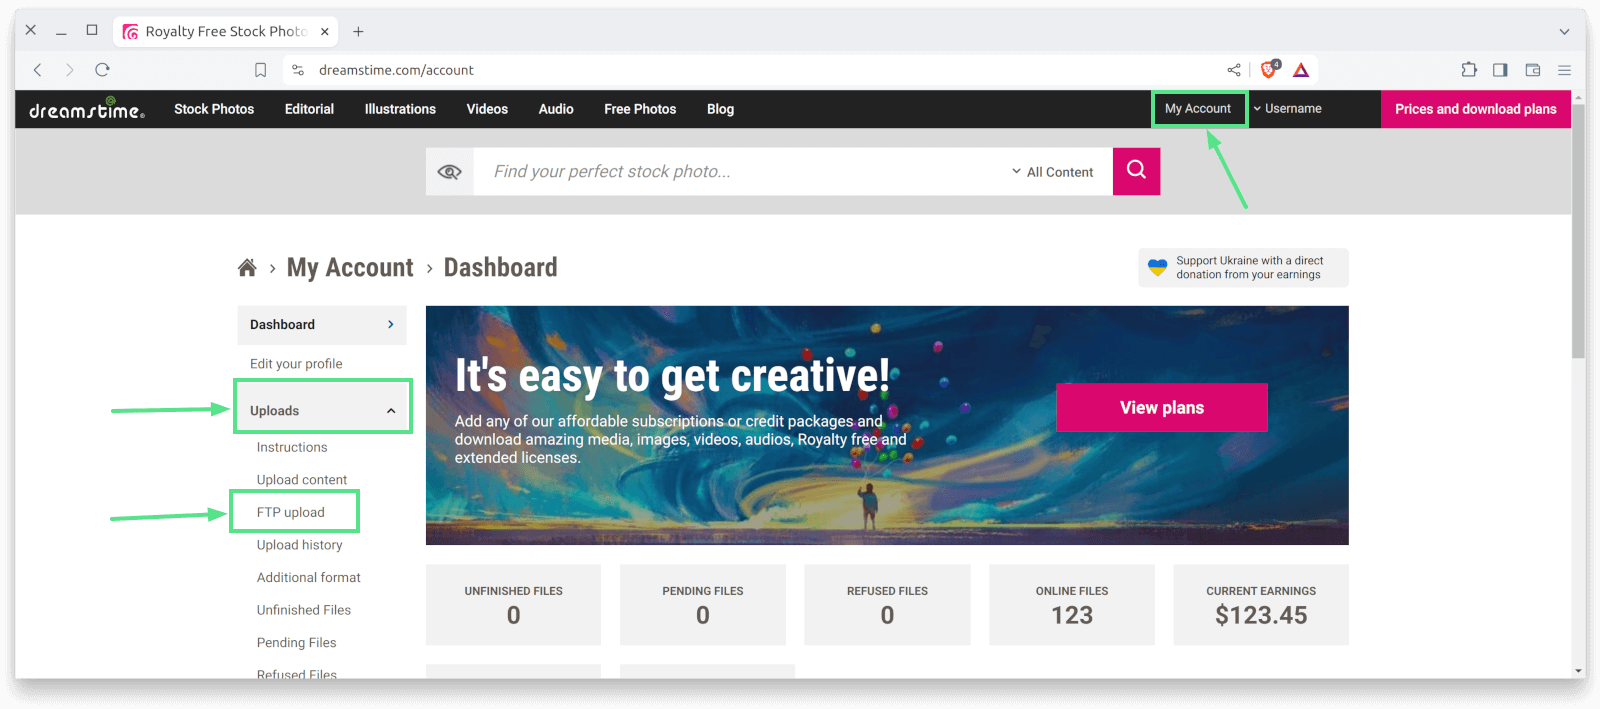 Royalty Free Stock Photo
dreamstime.com/account
4
dreamstime®
Stock Photos
Editorial
Illustrations
Videos
Audio
Free Photos
Blog
My Account
Username
Prices and download plans
Find your perfect stock photo...
All Content
My Account › Dashboard
Support Ukraine with a direct
donation from your earnings
Dashboard
Edit your profile
Uploads
Instructions
Upload content
FTP upload
Upload history
Additional format
Unfinished Files
Pending Files
Refused Files
It's easy to get creative!
Add any of our affordable subscriptions or credit packages and
download amazing media, images, videos, audios, Royalty free and
extended licenses.
View plans
UNFINISHED FILES
0
PENDING FILES
0
REFUSED FILES
0
ONLINE FILES
123
CURRENT EARNINGS
$123.45